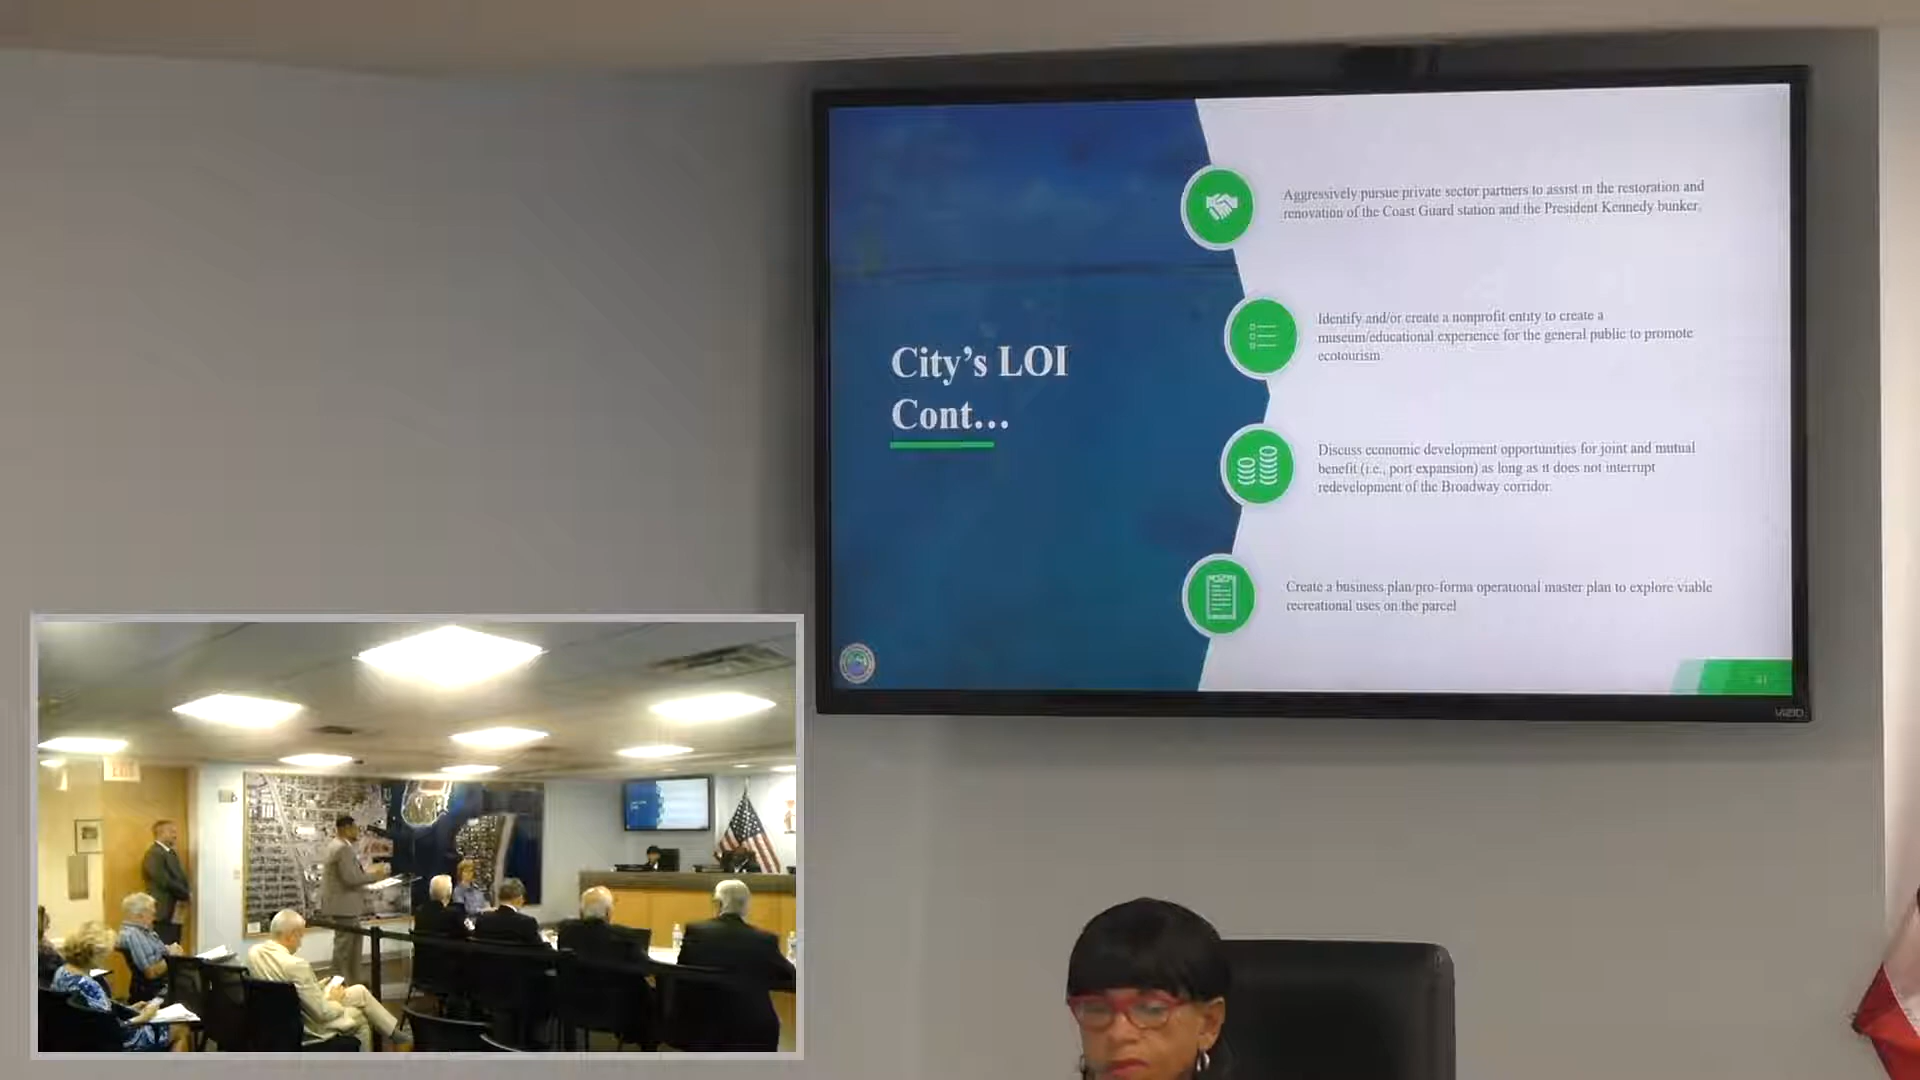 City's LOI
Cont...
Aggressively pursue private sector partners to assist in the restoration and
renovation of the Coast Guard station and the President Kennedy bunker.
Identify and/or create a nonprofit entity to create a
museum/educational experience for the general public to promote
ecotourism
Discuss economic development opportunities for joint and mutual
benefit (i.e., port expansion) as long as it does not interrupt
redevelopment of the Broadway corridor.
Create a business plan/pro-forma operational master plan to explore viable
recreational uses on the parcel
VIZIO
EXIT